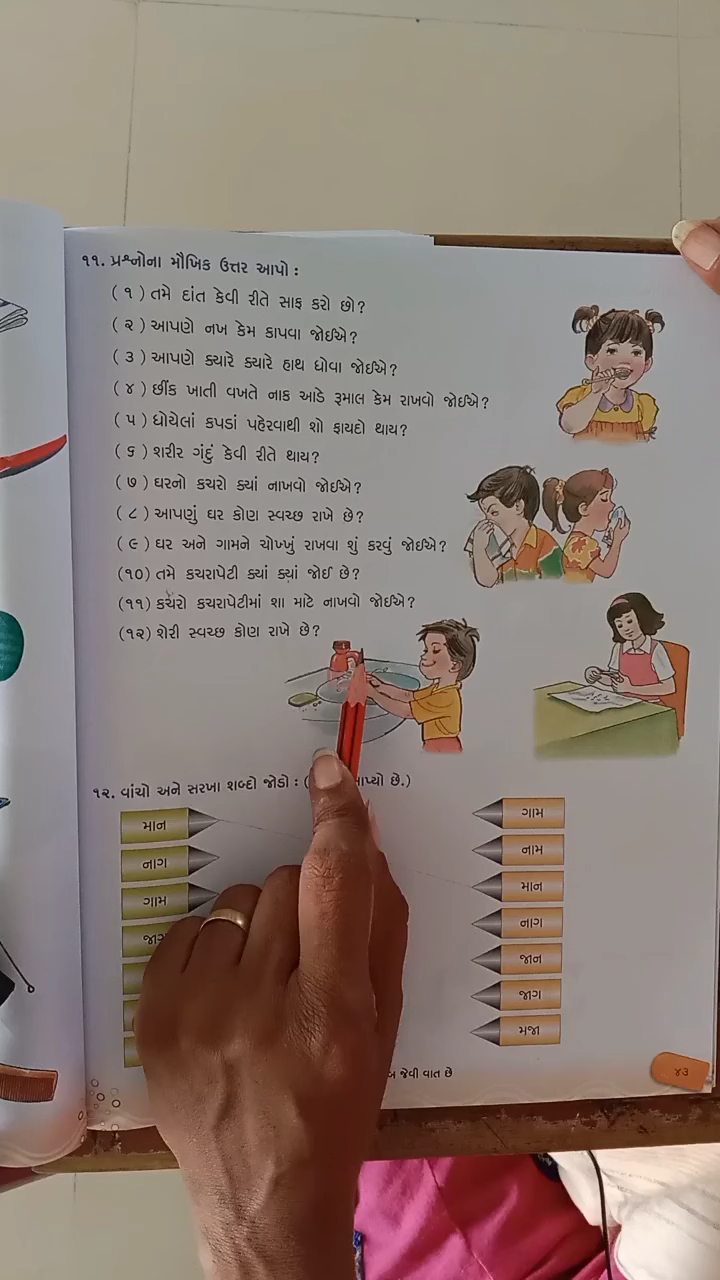 ૧૧. પ્રશ્નોના મૌખિક ઉત્તર આપો :
(૧) તમે દાંત કેવી રીતે સાફ કરો છો?
(૨) આપણે નખ કેમ કાપવા જોઈએ?
(૩) આપણે ક્યારે ક્યારે હાથ ધોવા જોઈએ?
(૪) છીંક ખાતી વખતે નાક આડે રૂમાલ કેમ રાખવો જોઈએ?
(૫) ધોયેલાં કપડાં પહેરવાથી શો ફાયદો થાય?
(૬) શરીર ગંદું કેવી રીતે થાય?
(૭) ઘરનો કચરો ક્યાં નાખવો જોઈએ?
(૮) આપણું ઘર કોણ સ્વચ્છ રાખે છે?
(૯) ઘર અને ગામને ચોખ્ખું રાખવા શું કરવું જોઈએ?
(૧૦) તમે કચરાપેટી ક્યાં ક્યાં જોઈ છે?
(૧૧) કચરો કચરાપેટીમાં શા માટે નાખવો જોઈએ?
(૧૨) શેરી સ્વચ્છ કોણ રાખે છે?
૧૨. વાંચો અને સરખા શબ્દો જોડો : ( છે.)
માન ગામ
નાગ નામ
ગામ માન
નાગ
જાન
જાગ
મજા
જેવી વાત છે
૪૩